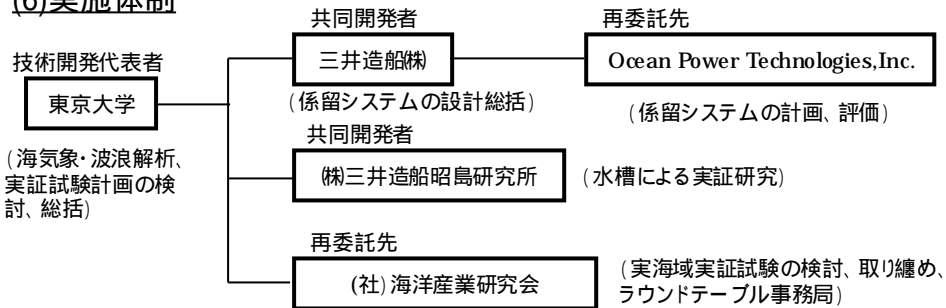 (6)実施体制
共同開発者
再委託先
技術開発代表者
三井造船㈱
Ocean Power Technologies,Inc.
東京大学
(係留システムの設計総括)
(係留システムの計画、評価)
共同開発者
(海気象・波浪解析、
実証試験計画の検
討、総括)
㈱三井造船昭島研究所
(水槽による実証研究)
再委託先
(社)海洋産業研究会
(実海域実証試験の検討、取り纏め、
ラウンドテーブル事務局)